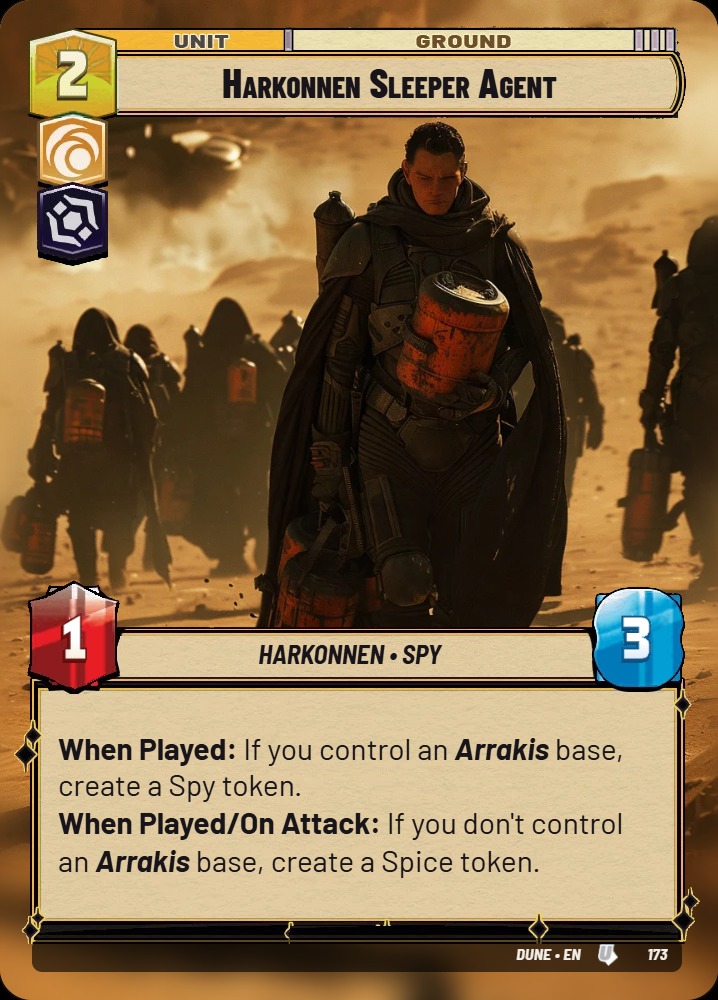 UNIT
GROUND
2
Harkonnen Sleeper Agent
1
HARKONNEN • SPY
3
When Played: If you control an Arrakis base,
create a Spy token.
When Played/On Attack: If you don't control
an Arrakis base, create a Spice token.
DUNE • EN U 173